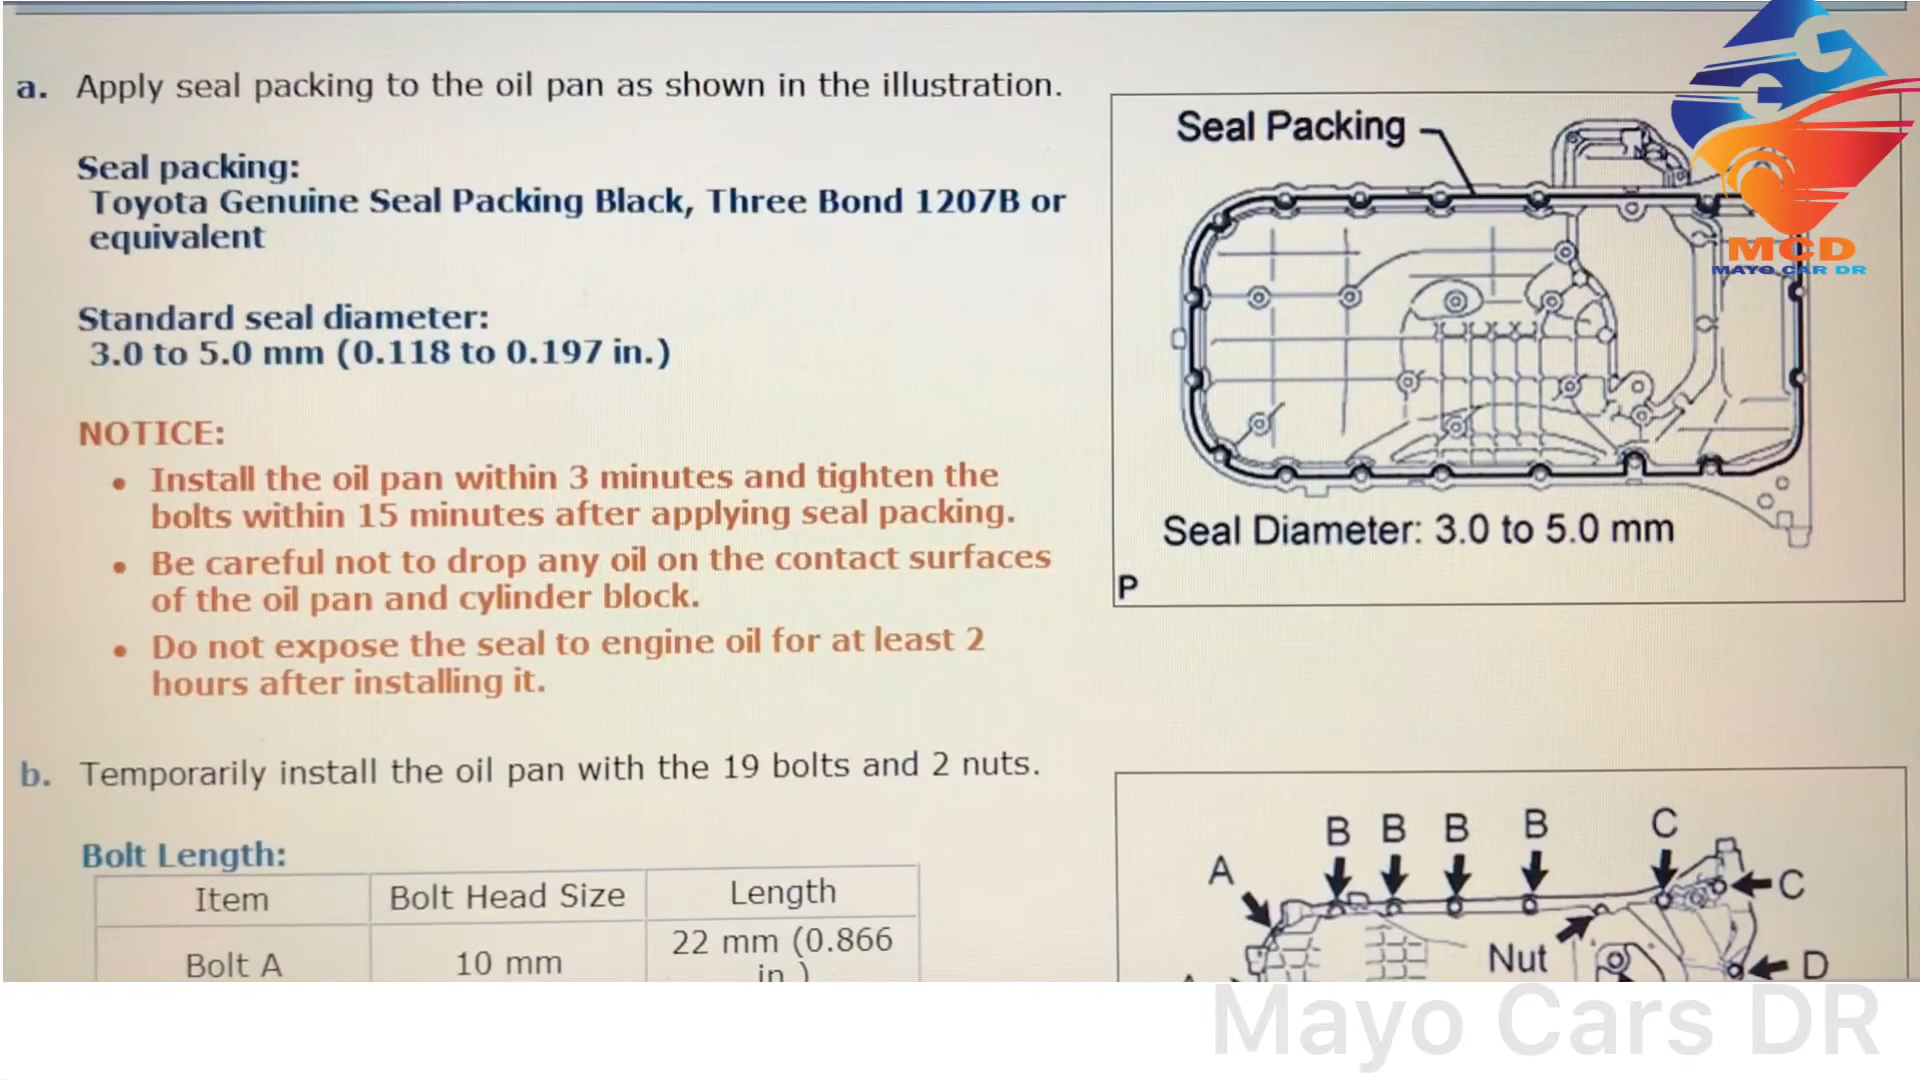 a. Apply seal packing to the oil pan as shown in the illustration.
Seal packing:
Toyota Genuine Seal Packing Black, Three Bond 1207B or
equivalent
Standard seal diameter:
3.0 to 5.0 mm (0.118 to 0.197 in.)
NOTICE:
• Install the oil pan within 3 minutes and tighten the
bolts within 15 minutes after applying seal packing.
• Be careful not to drop any oil on the contact surfaces
of the oil pan and cylinder block.
• Do not expose the seal to engine oil for at least 2
hours after installing it.
Seal Packing
Seal Diameter: 3.0 to 5.0 mm
P
MCD
MAYO CAR DR
b. Temporarily install the oil pan with the 19 bolts and 2 nuts.
Bolt Length:
Item Bolt Head Size Length
Bolt A 10 mm 22 mm (0.866
in.)
B B B B C
A
C
Nut
D
A
Mayo Cars DR